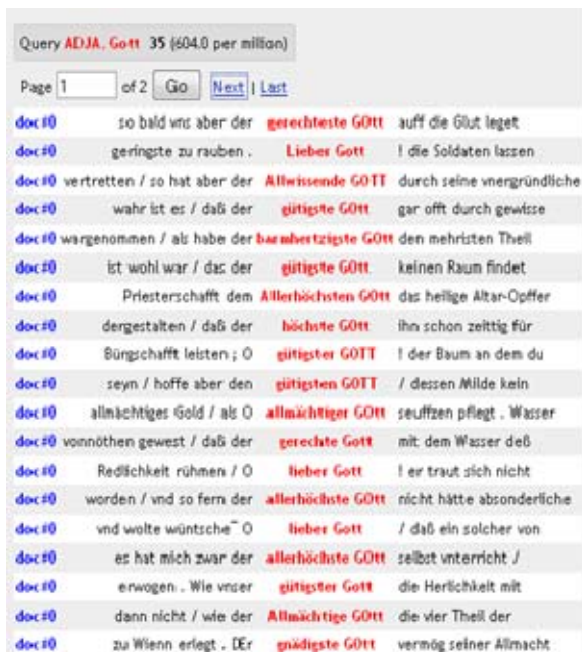 Query ADJA, Gott 35 (604.0 per million)
Page 1 of 2 Go Next | Last
doc#0 so bald vns aber der gerechteste GOtt auff die Glut leget
doc#0 geringste zu rauben . Lieber Gott ! die Soldaten lassen
doc#0 vertretten / so hat aber der Allwissende GOTT durch seine vnergründliche
doc#0 wahr ist es / daß der gütigste GOtt gar offt durch gewisse
doc#0 wargenommen / als habe der barmhertzigste GOtt den mehristen Theil
doc#0 ist wohl war / das der gütigste GOtt keinen Raum findet
doc#0 Priesterschafft dem Allerhöchsten GOtt das heilige Altar-Opffer
doc#0 dergestalten / daß der höchste GOtt ihn schon zeittig für
doc#0 Bürgschafft leisten ; O gütigster GOTT ! der Baum an dem du
doc#0 seyn / hoffe aber den gütigsten GOTT / dessen Milde kein
doc#0 allmächtiges Gold / als O allmächtiger GOtt seuffzen pflegt . Wasser
doc#0 vonnöthen gewest / daß der gerechte Gott mit dem Wasser deß
doc#0 Redlichkeit rühmen / O lieber Gott ! er traut sich nicht
doc#0 worden / vnd so fern der allerhöchste GOtt nicht hätte absonderliche
doc#0 vnd wolte wüntsche¯ O lieber Gott / daß ein solcher von
doc#0 es hat mich zwar der allerhöchste GOtt selbst vnterricht ./
doc#0 erwogen . Wie vnser gütigster Gott die Herlichkeit mit
doc#0 dann nicht / wie der Allmächtige GOtt die vier Theil der
doc#0 zu Wienn erlegt . DEr gnädigste GOtt vermög seiner Allmacht